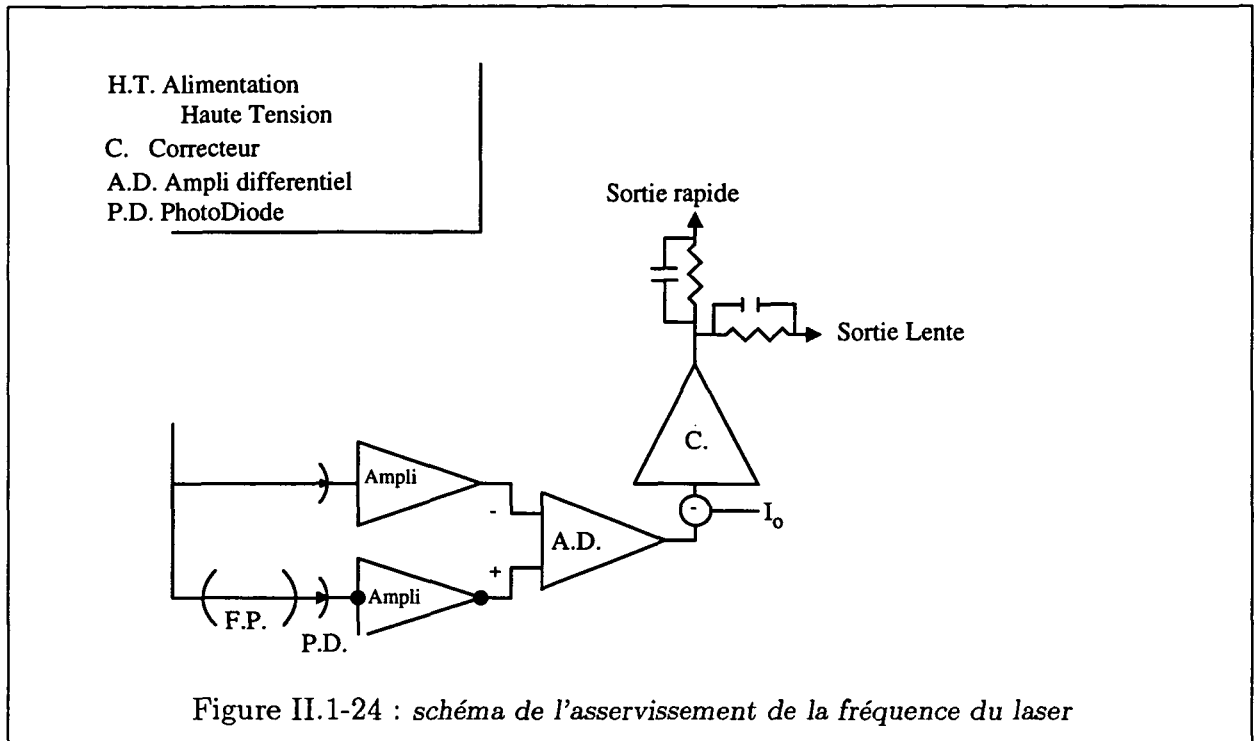 H.T. Alimentation
Haute Tension
C. Correcteur
A.D. Ampli differentiel
P.D. PhotoDiode
Sortie rapide
Sortie Lente
C.
Ampli
-
-
I₀
A.D.
+
Ampli
F.P.
P.D.
Figure II.1-24 : schéma de l'asservissement de la fréquence du laser